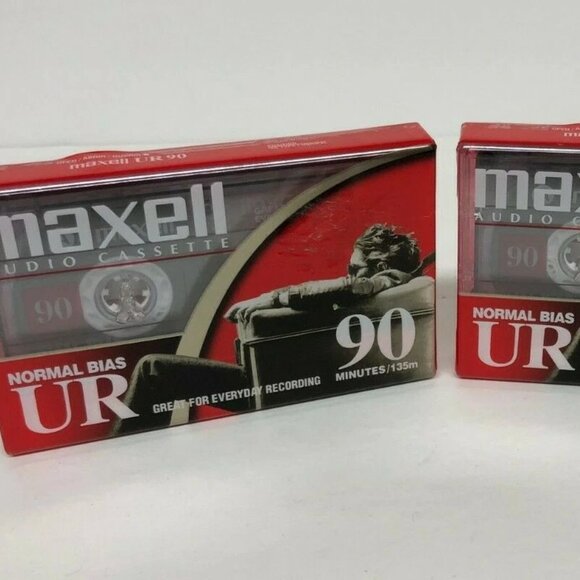 maxell UR 90
maxell
AUDIO CASSETTE
90
NORMAL BIAS
UR
GREAT FOR EVERYDAY RECORDING
90
MINUTES/135m
max
AUDIO
90
NORMAL BIAS
UR